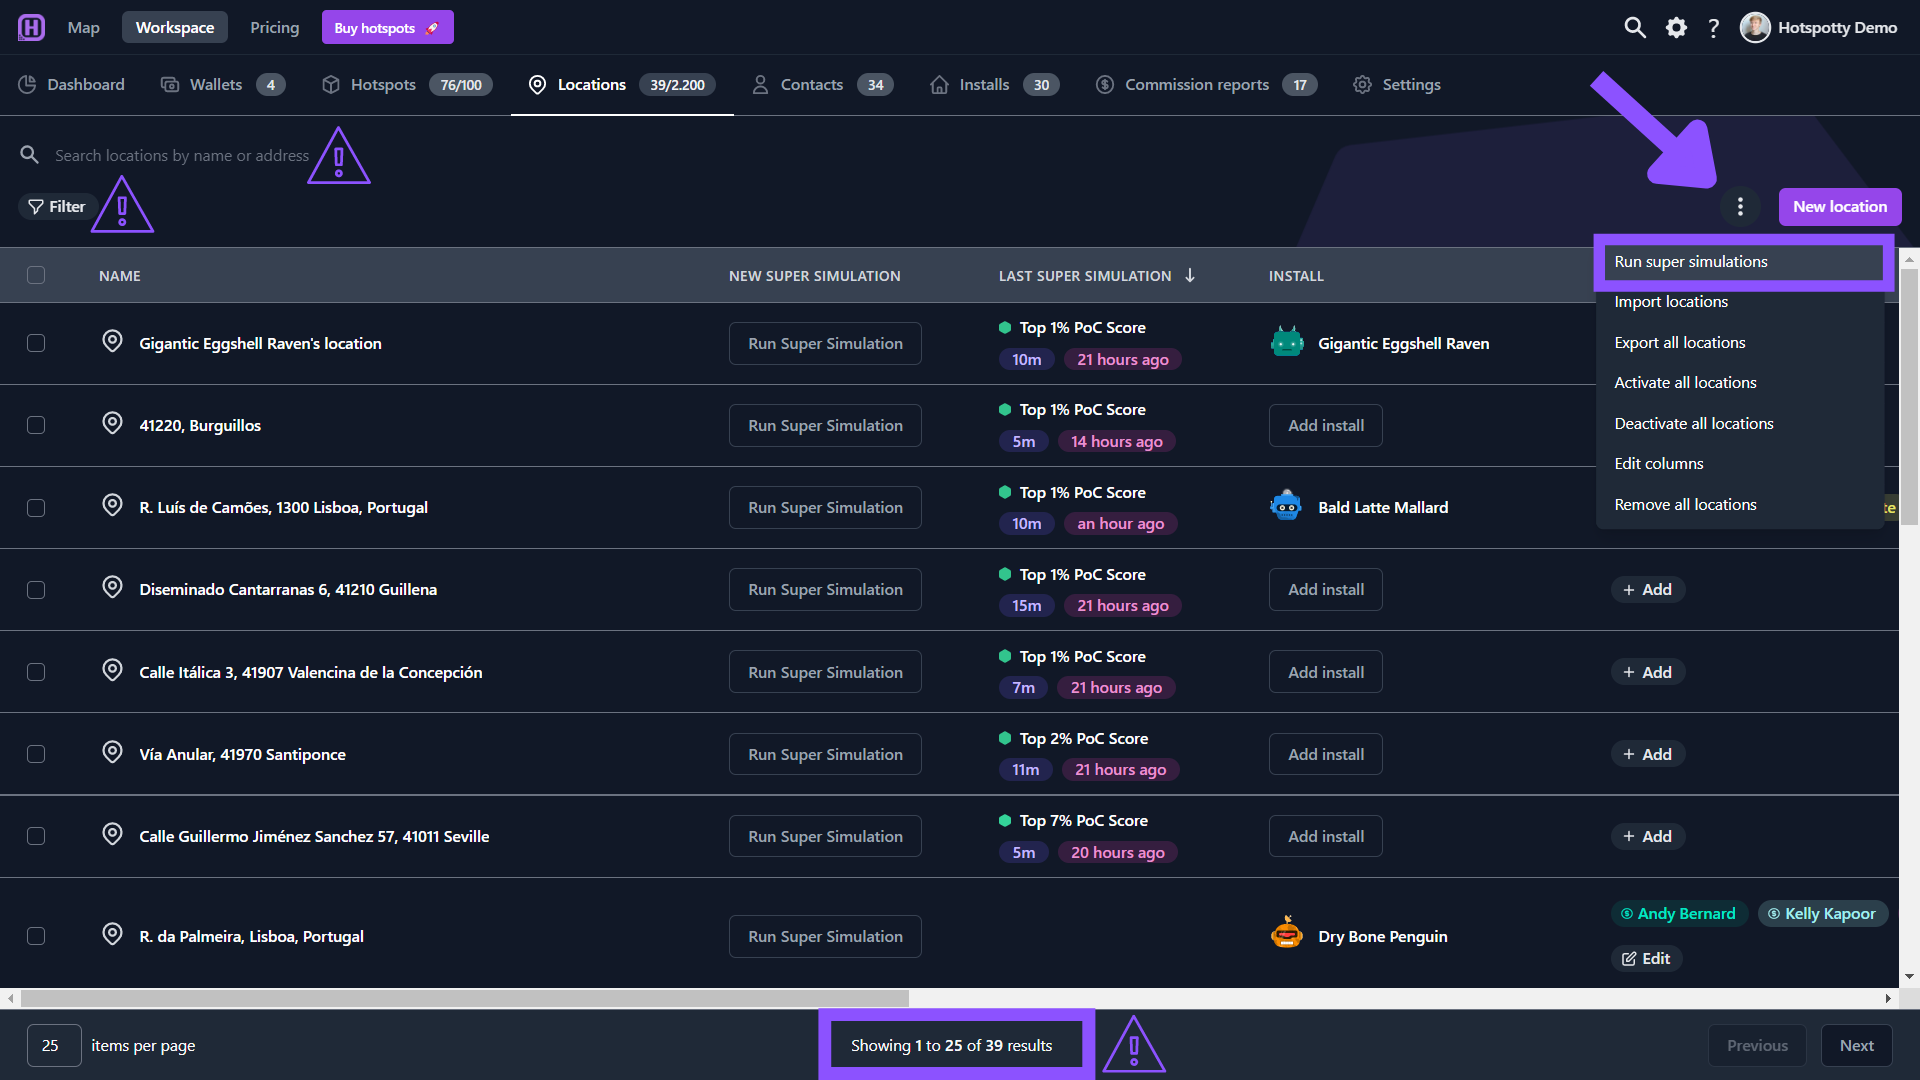 Map
Workspace
Pricing
Buy hotspots 🚀
?
Hotspotty Demo
Dashboard
Wallets 4
Hotspots 76/100
Locations 39/2.200
Contacts 34
Installs 30
Commission reports 17
Settings
Search locations by name or address
!
Filter
!
New location
NAME
NEW SUPER SIMULATION
LAST SUPER SIMULATION ↓
INSTALL
Run super simulations
Import locations
Export all locations
Activate all locations
Deactivate all locations
Edit columns
Remove all locations
Gigantic Eggshell Raven's location
Run Super Simulation
Top 1% PoC Score
10m 21 hours ago
Gigantic Eggshell Raven
41220, Burguillos
Run Super Simulation
Top 1% PoC Score
5m 14 hours ago
Add install
R. Luís de Camões, 1300 Lisboa, Portugal
Run Super Simulation
Top 1% PoC Score
10m an hour ago
Bald Latte Mallard
Diseminado Cantarranas 6, 41210 Guillena
Run Super Simulation
Top 1% PoC Score
15m 21 hours ago
Add install
+ Add
Calle Itálica 3, 41907 Valencina de la Concepción
Run Super Simulation
Top 1% PoC Score
7m 21 hours ago
Add install
+ Add
Vía Anular, 41970 Santiponce
Run Super Simulation
Top 2% PoC Score
11m 21 hours ago
Add install
+ Add
Calle Guillermo Jiménez Sanchez 57, 41011 Seville
Run Super Simulation
Top 7% PoC Score
5m 20 hours ago
Add install
+ Add
R. da Palmeira, Lisboa, Portugal
Run Super Simulation
Dry Bone Penguin
Andy Bernard
Kelly Kapoor
Edit
25 items per page
Showing 1 to 25 of 39 results
!
Previous
Next